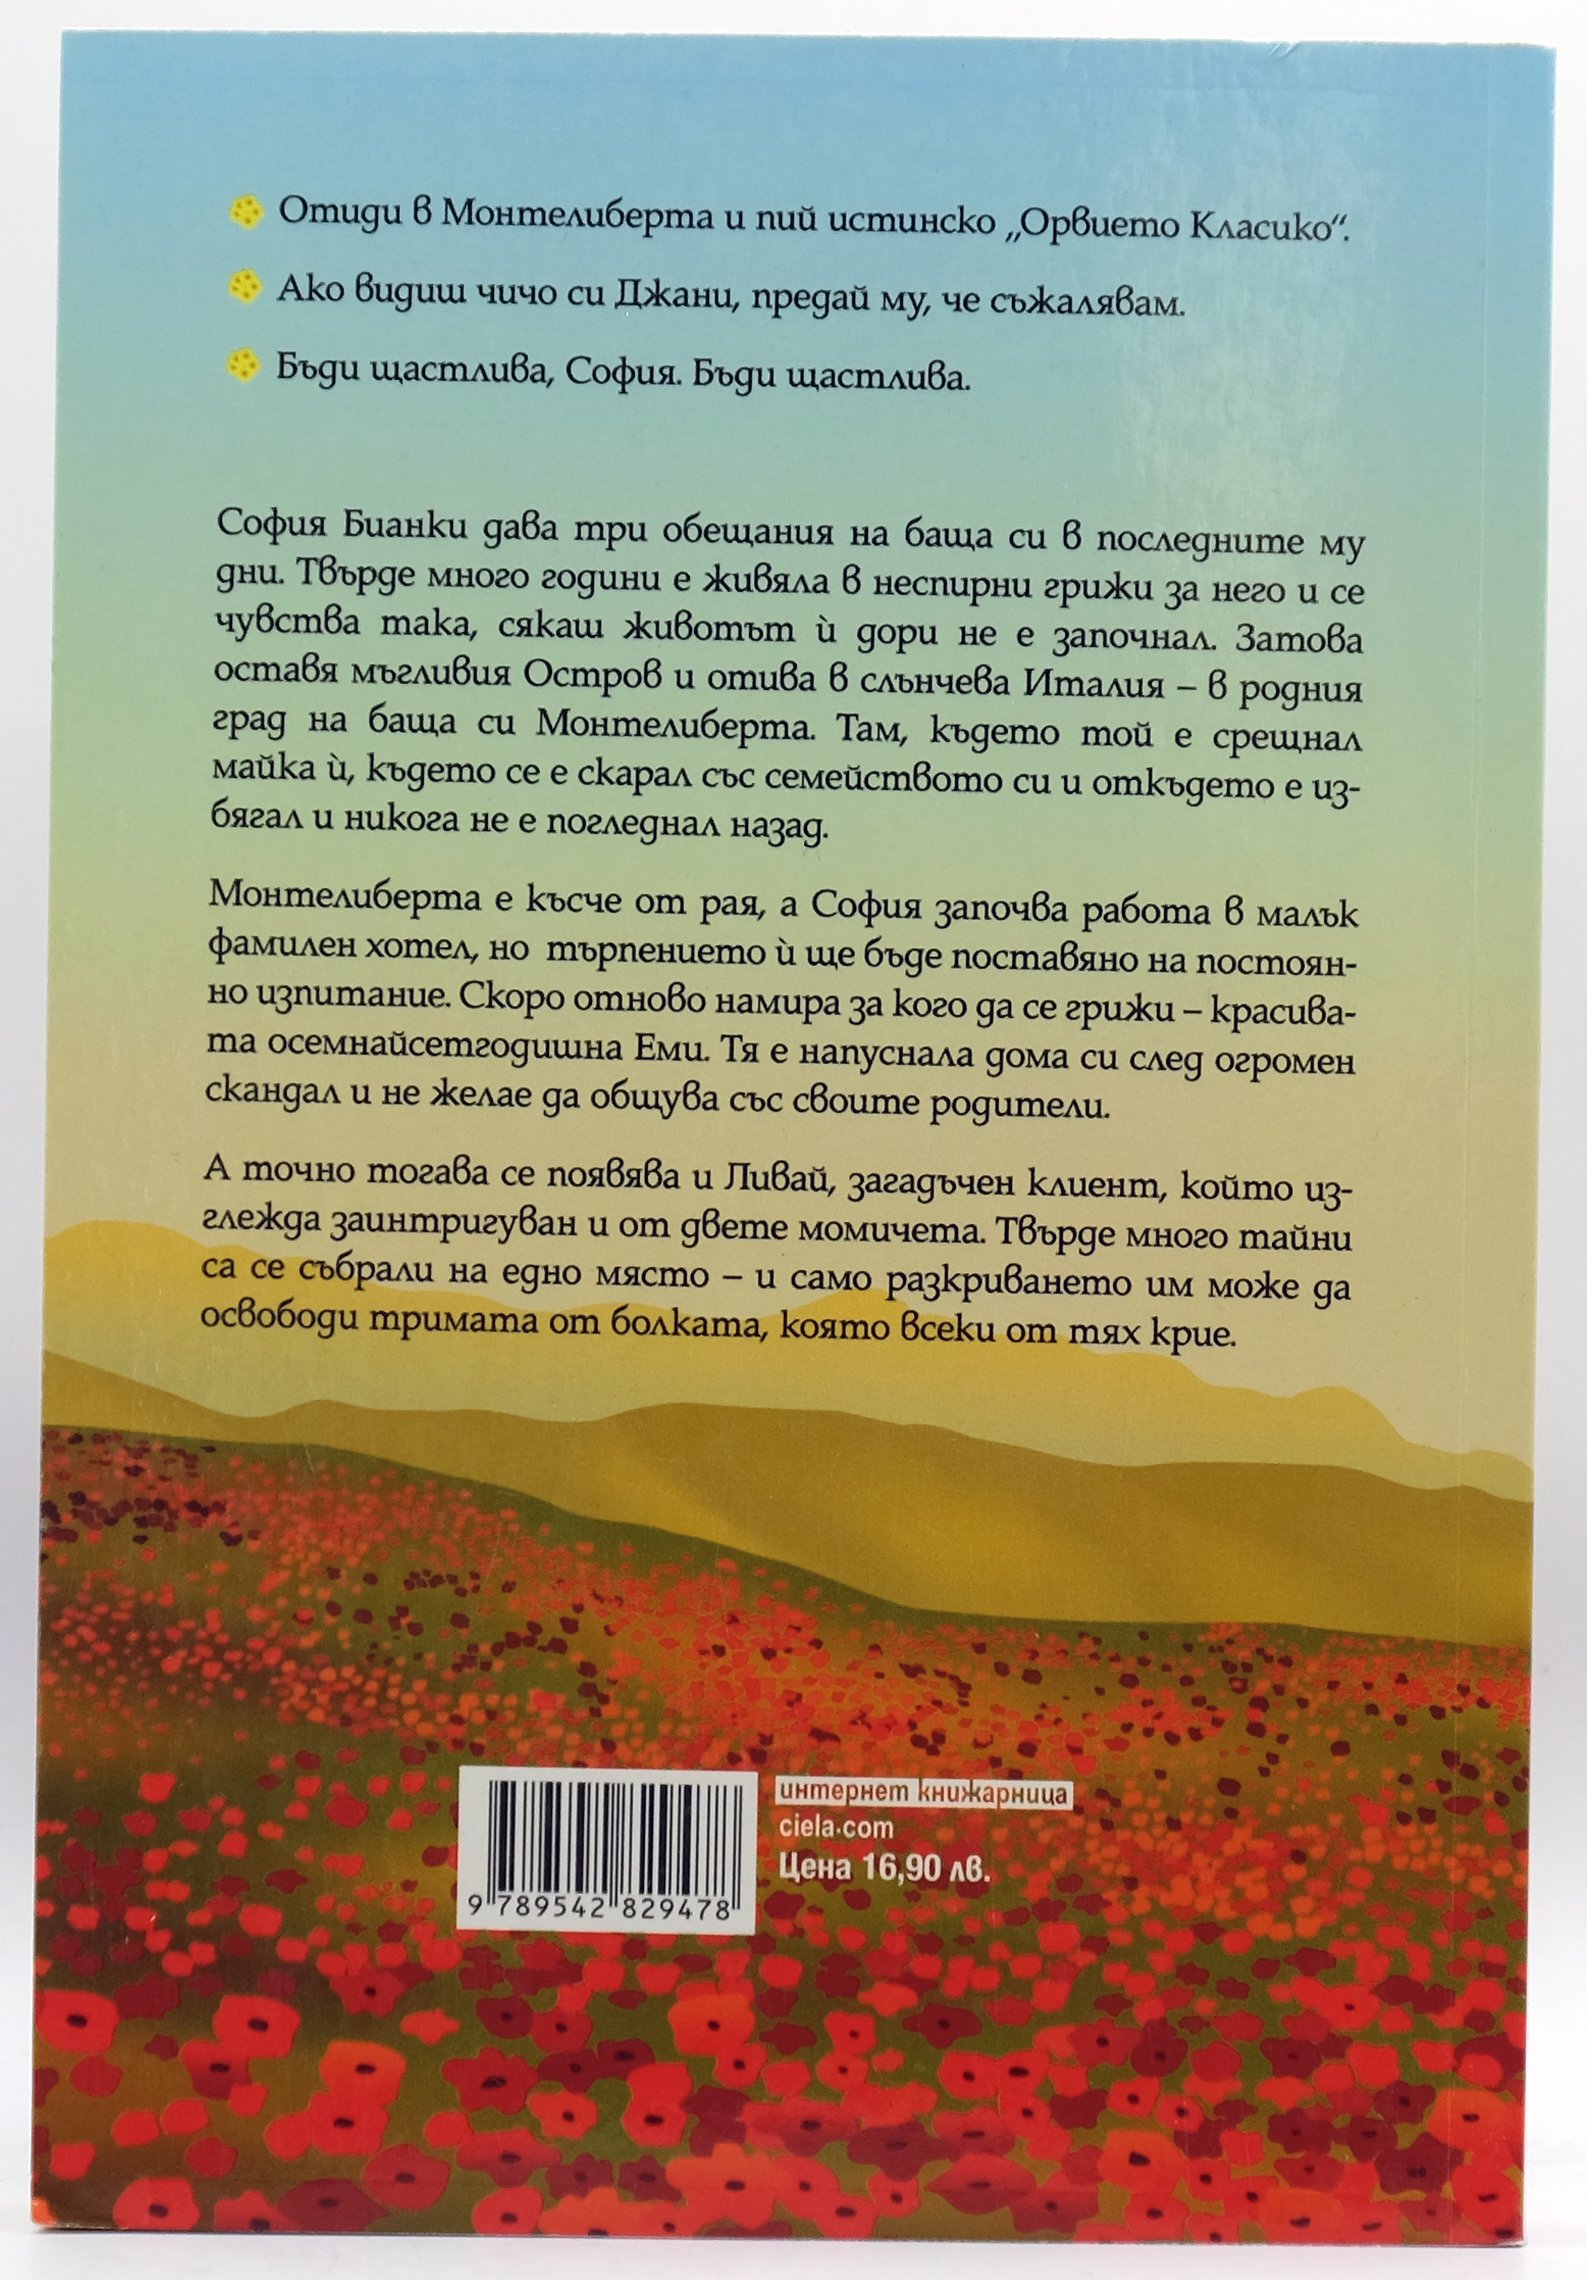 Отиди в Монтелиберта и пий истинско „Орвието Класико“.
Ако видиш чичо си Джани, предай му, че съжалявам.
Бъди щастлива, София. Бъди щастлива.
София Бианки дава три обещания на баща си в последните му
дни. Твърде много години е живяла в неспирни грижи за него и се
чувства така, сякаш животът ѝ дори не е започнал. Затова
оставя мъгливия Остров и отива в слънчева Италия – в родния
град на баща си Монтелиберта. Там, където той е срещнал
майка ѝ, където се е скарал със семейството си и откъдето е из-
бягал и никога не е погледнал назад.
Монтелиберта е късче от рая, а София започва работа в малък
фамилен хотел, но търпението ѝ ще бъде поставяно на постоян-
но изпитание. Скоро отново намира за кого да се грижи – красива-
та осемнайсетгодишна Еми. Тя е напуснала дома си след огромен
скандал и не желае да общува със своите родители.
А точно тогава се появява и Ливай, загадъчен клиент, който из-
глежда заинтригуван и от двете момичета. Твърде много тайни
са се събрали на едно място – и само разкриването им може да
освободи тримата от болката, която всеки от тях крие.
интернет книжарница
ciela.com
Цена 16,90 лв.
9 789542 829478